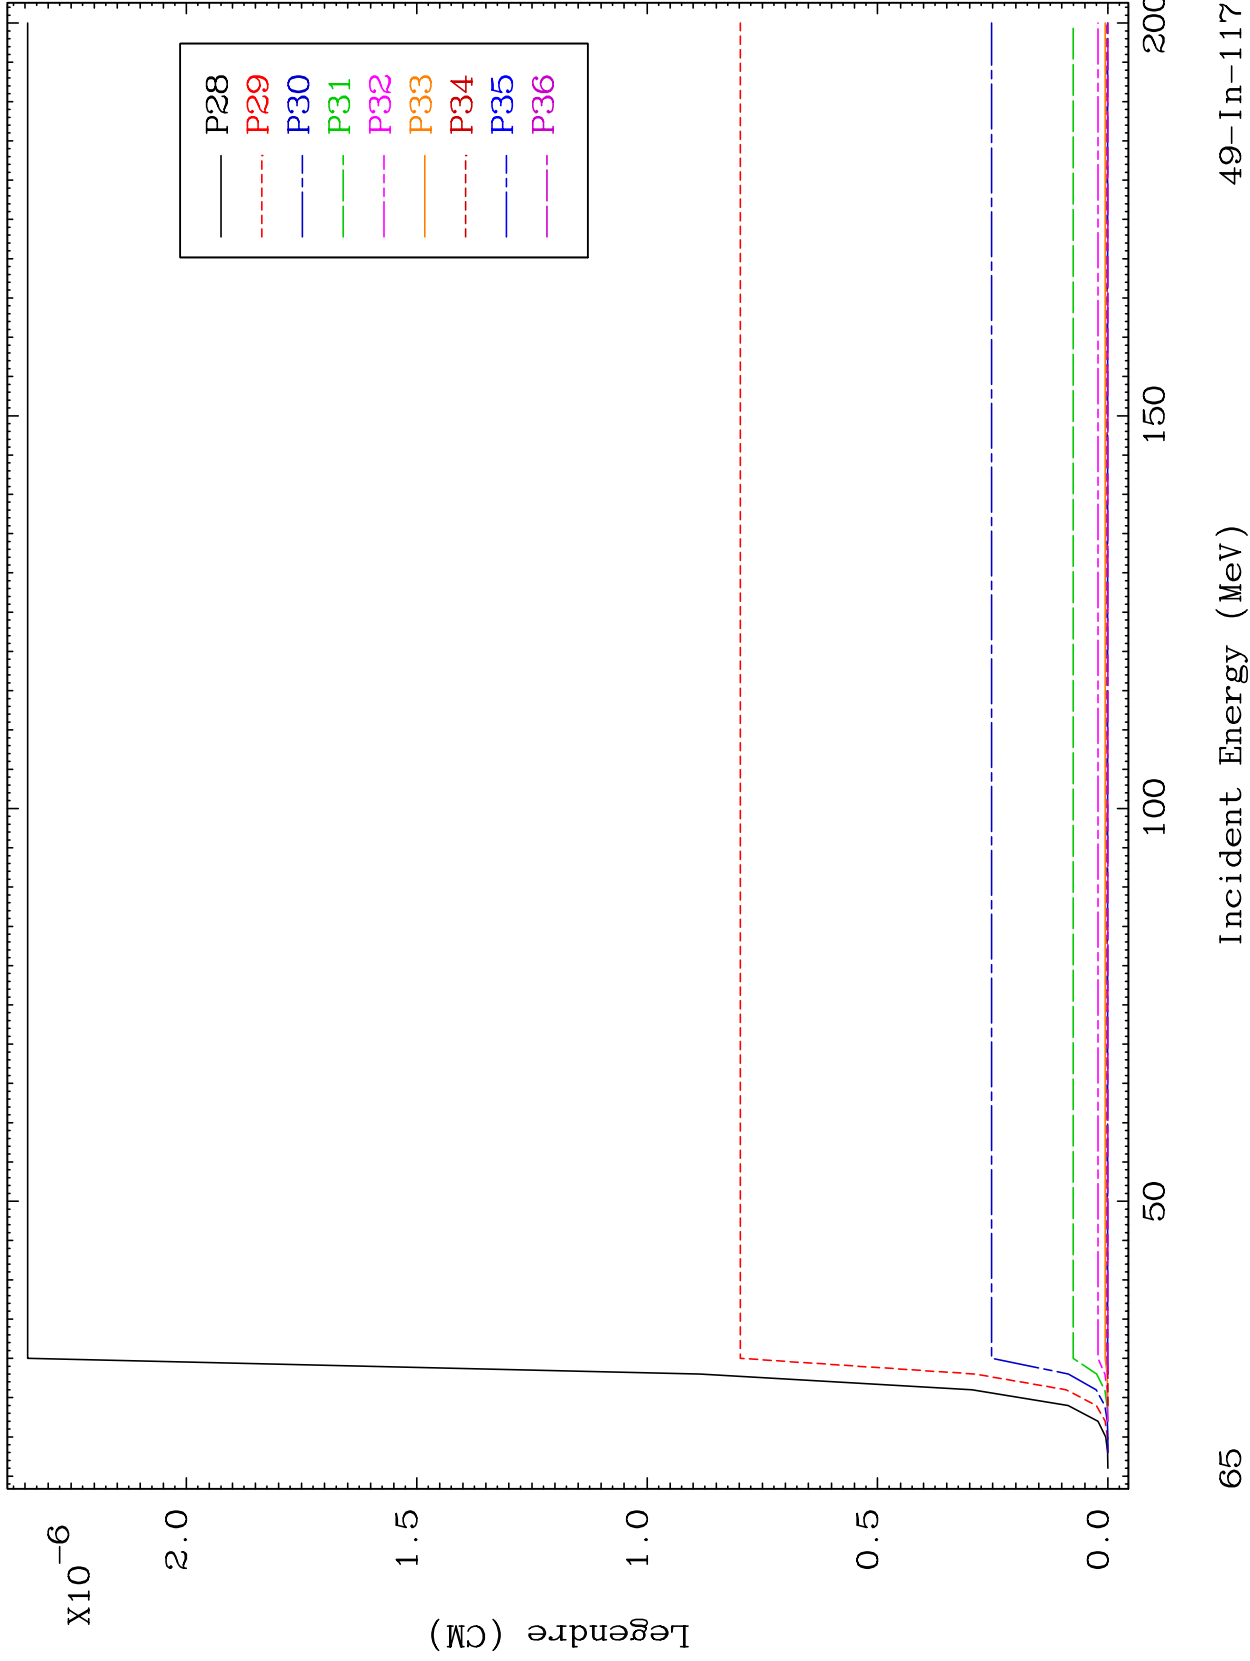 X10-6
2.0
1.5
1.0
0.5
0.0
Legendre (CM)
P28
P29
P30
P31
P32
P33
P34
P35
P36
50
100
150
200
65
Incident Energy (MeV)
49-In-117